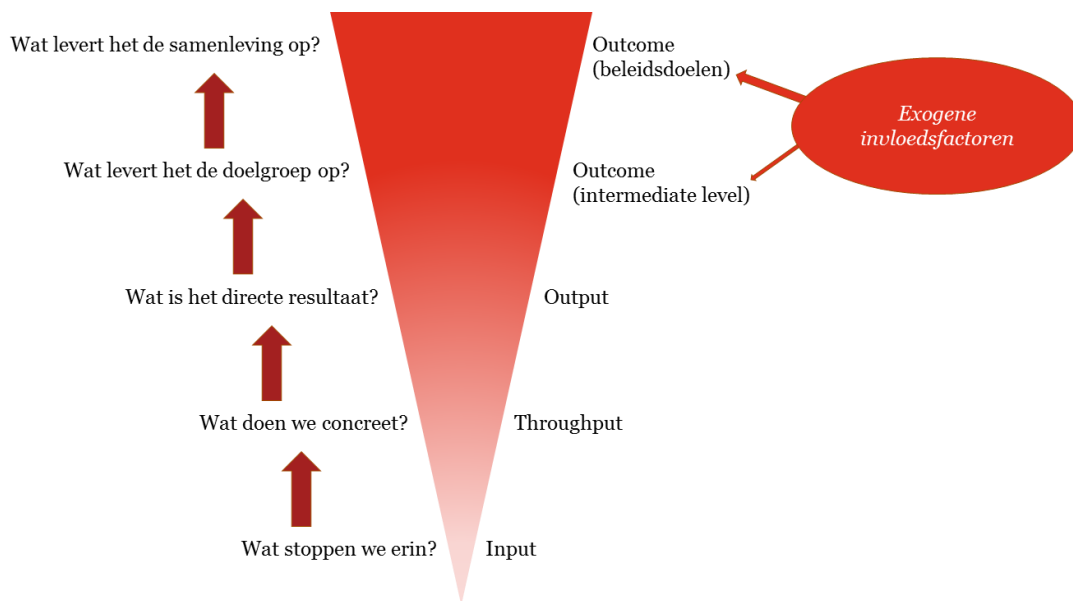 Wat levert het de samenleving op?
Outcome
(beleidsdoelen)
Exogene
invloedsfactoren
Wat levert het de doelgroep op?
Outcome
(intermediate level)
Wat is het directe resultaat?
Output
Wat doen we concreet?
Throughput
Wat stoppen we erin?
Input